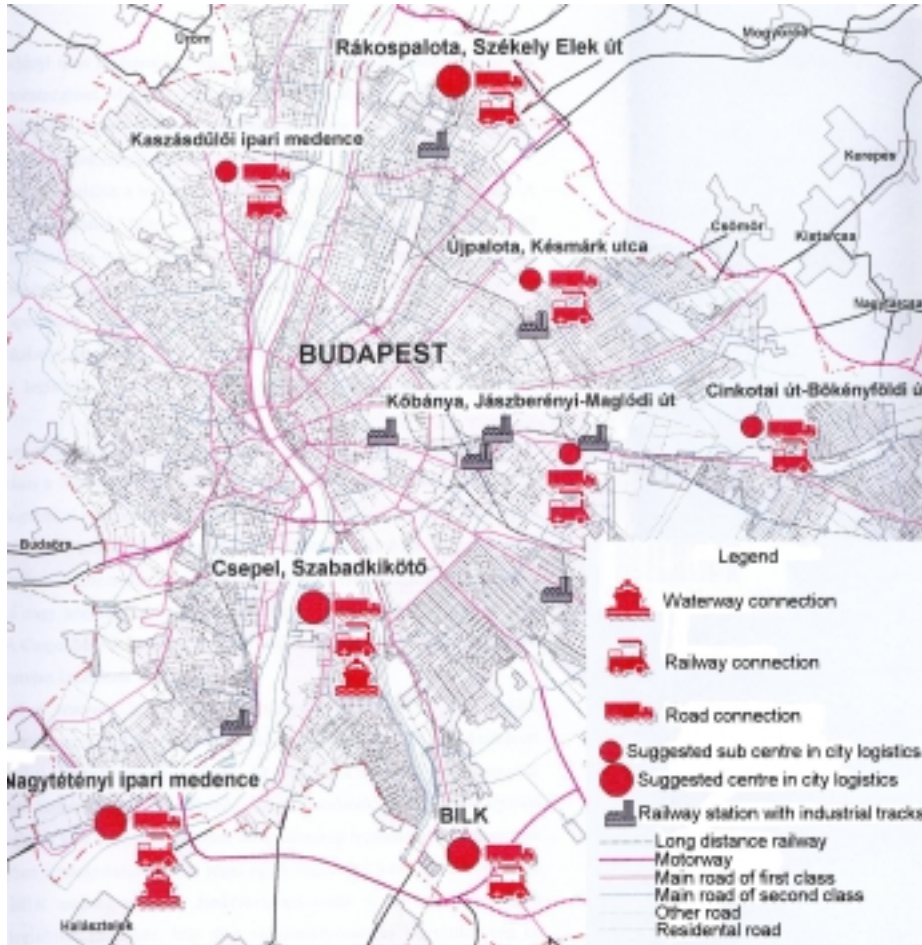 Üröm
Rákospalota, Székely Elek út
Mogyoród
Kaszásdűlői ipari medence
Kerepes
Csömör
Kistarcsa
Újpalota, Késmárk utca
Nagytarcsa
BUDAPEST
Cinkotai út-Bökényföldi ú
Kőbánya, Jászberényi-Maglódi út
Budaörs
Csepel, Szabadkikötő
Legend
Waterway connection
Railway connection
Road connection
Suggested sub centre in city logistics
Suggested centre in city logistics
Railway station with industrial tracks
Long distance railway
Motorway
Main road of first class
Main road of second class
Other road
Residental road
Nagytétényi ipari medence
BILK
Halásztelek